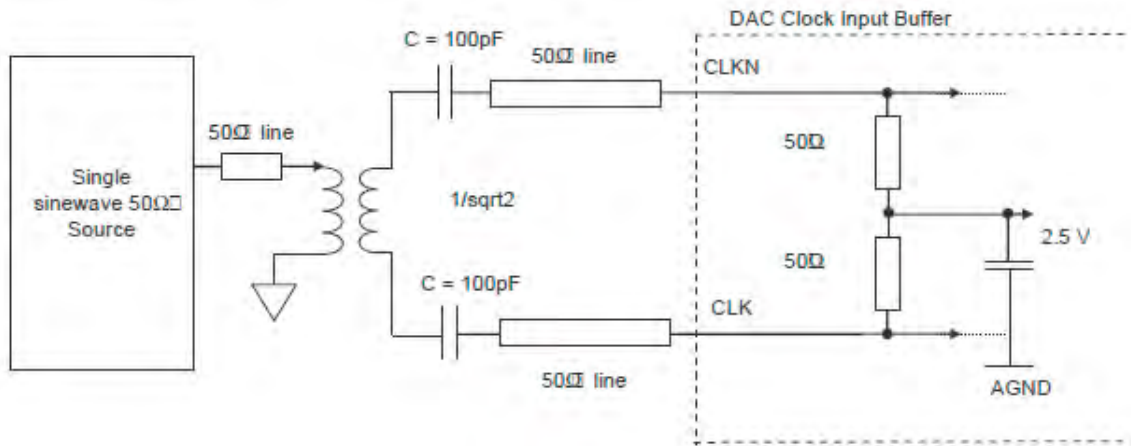 DAC Clock Input Buffer
C = 100pF
50Ω line
CLKN
50Ω line
50Ω
Single
sinewave 50Ω□
Source
1/sqrt2
2.5 V
50Ω
C = 100pF
CLK
50Ω line
AGND